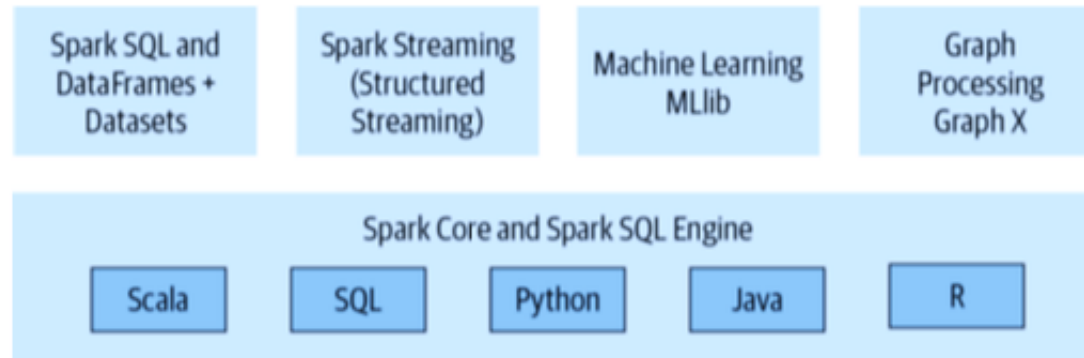 Spark SQL and
DataFrames +
Datasets
Spark Streaming
(Structured
Streaming)
Machine Learning
MLlib
Graph
Processing
Graph X
Spark Core and Spark SQL Engine
Scala
SQL
Python
Java
R